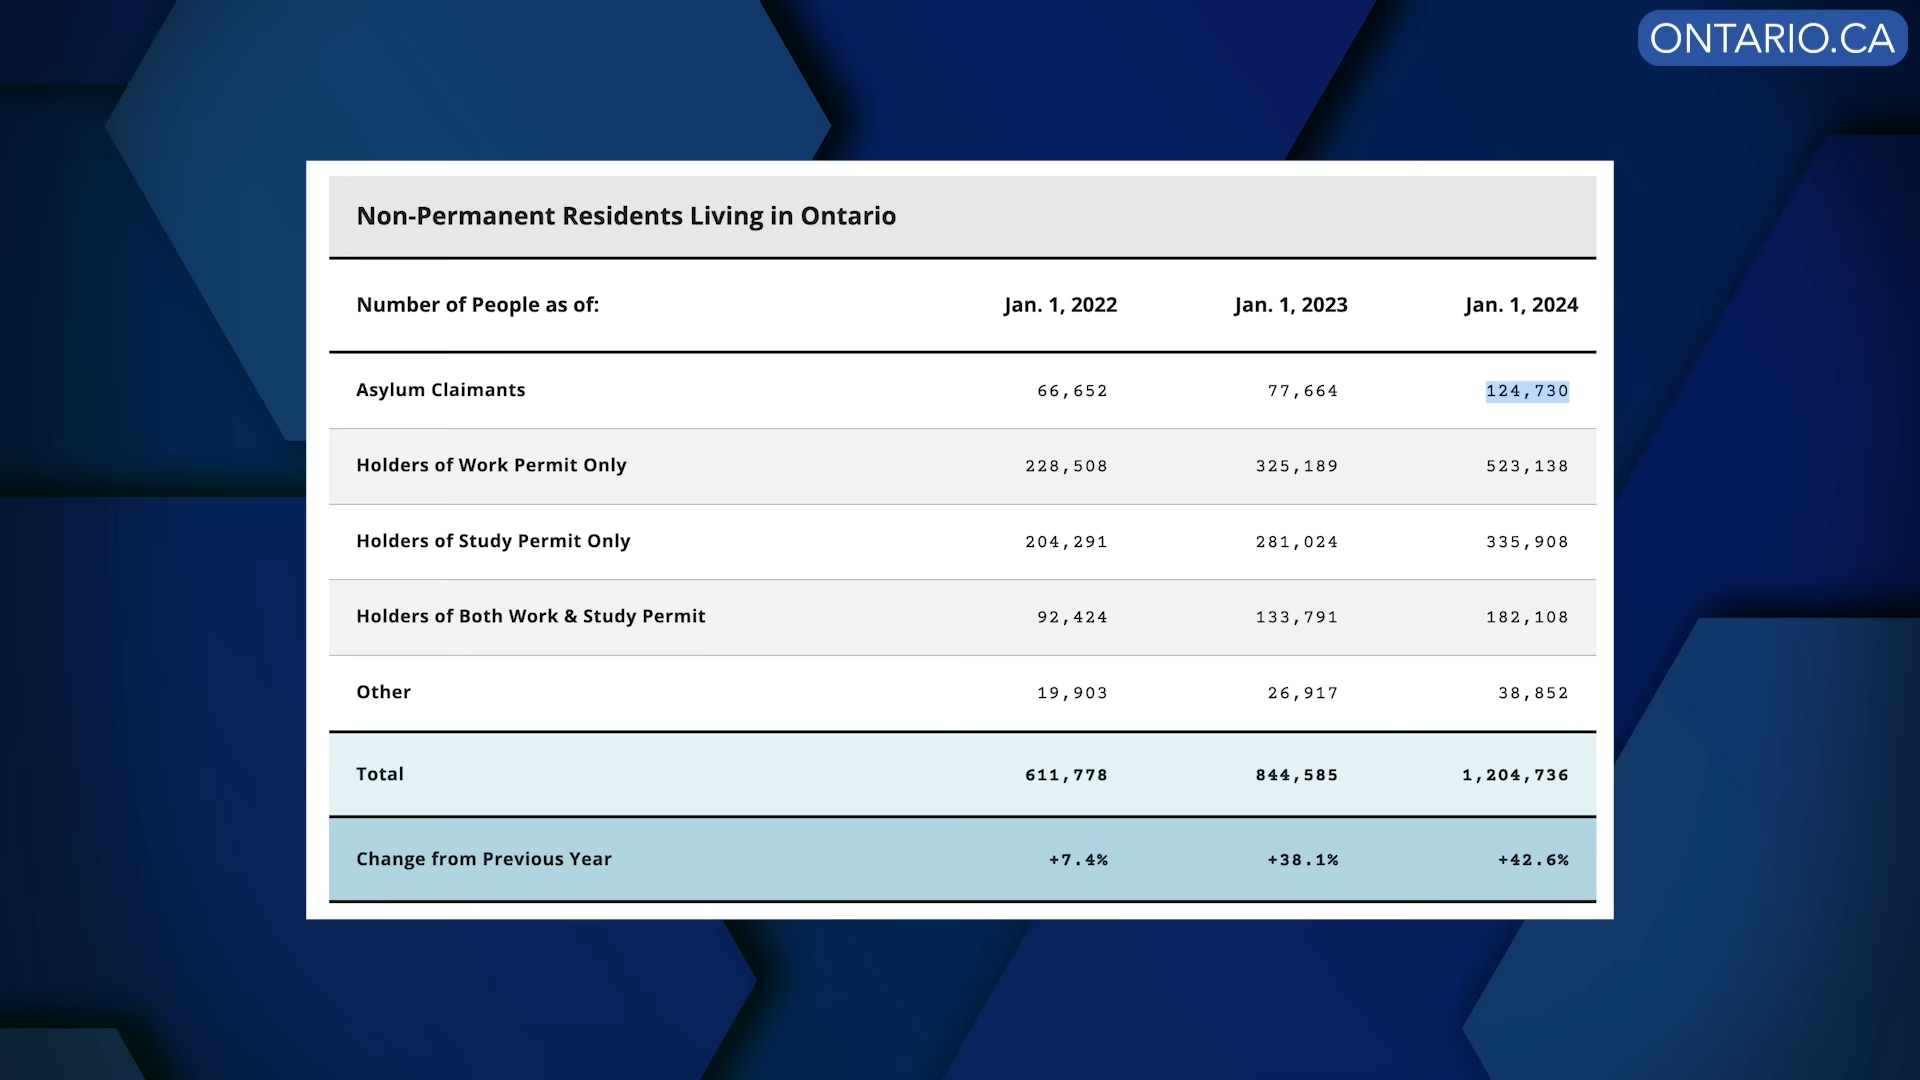 ONTARIO.CA
Non-Permanent Residents Living in Ontario
Number of People as of: Jan. 1, 2022 Jan. 1, 2023 Jan. 1, 2024
Asylum Claimants 66,652 77,664 124,730
Holders of Work Permit Only 228,508 325,189 523,138
Holders of Study Permit Only 204,291 281,024 335,908
Holders of Both Work & Study Permit 92,424 133,791 182,108
Other 19,903 26,917 38,852
Total 611,778 844,585 1,204,736
Change from Previous Year +7.4% +38.1% +42.6%